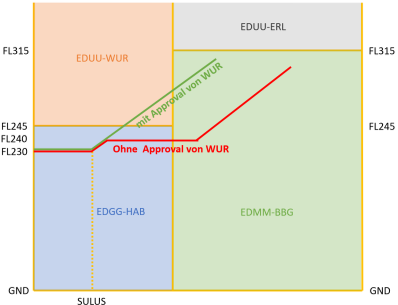 EDUU-ERL
FL315
EDUU-WUR
FL315
mit Approval von WUR
FL245
FL245
FL240
Ohne  Approval von WUR
FL230
EDGG-HAB
EDMM-BBG
GND
GND
SULUS